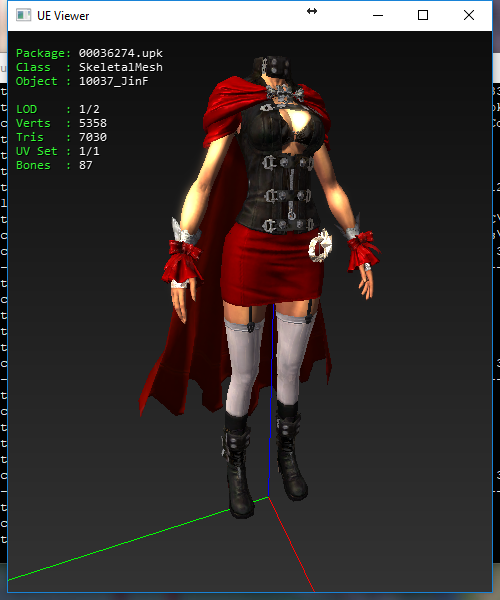 UE Viewer
Package: 00036274.upk
Class : SkeletalMesh
Object : 10037_JinF
LOD : 1/2
Verts : 5358
Tris : 7030
UV Set : 1/1
Bones : 87